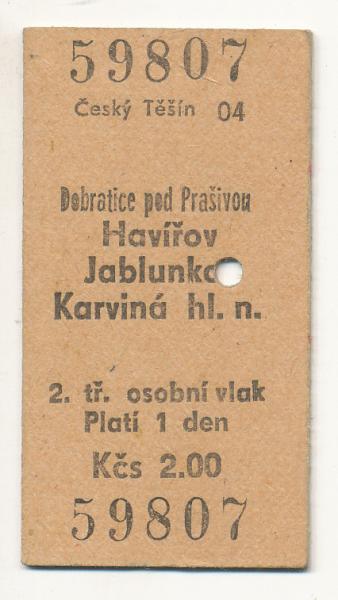 59807
Český Těšín 04
Dobratice pod Prašivou
Havířov
Karviná hl. n.
2. tř. osobní vlak
Platí 1 den
Kčs 2.00
59807